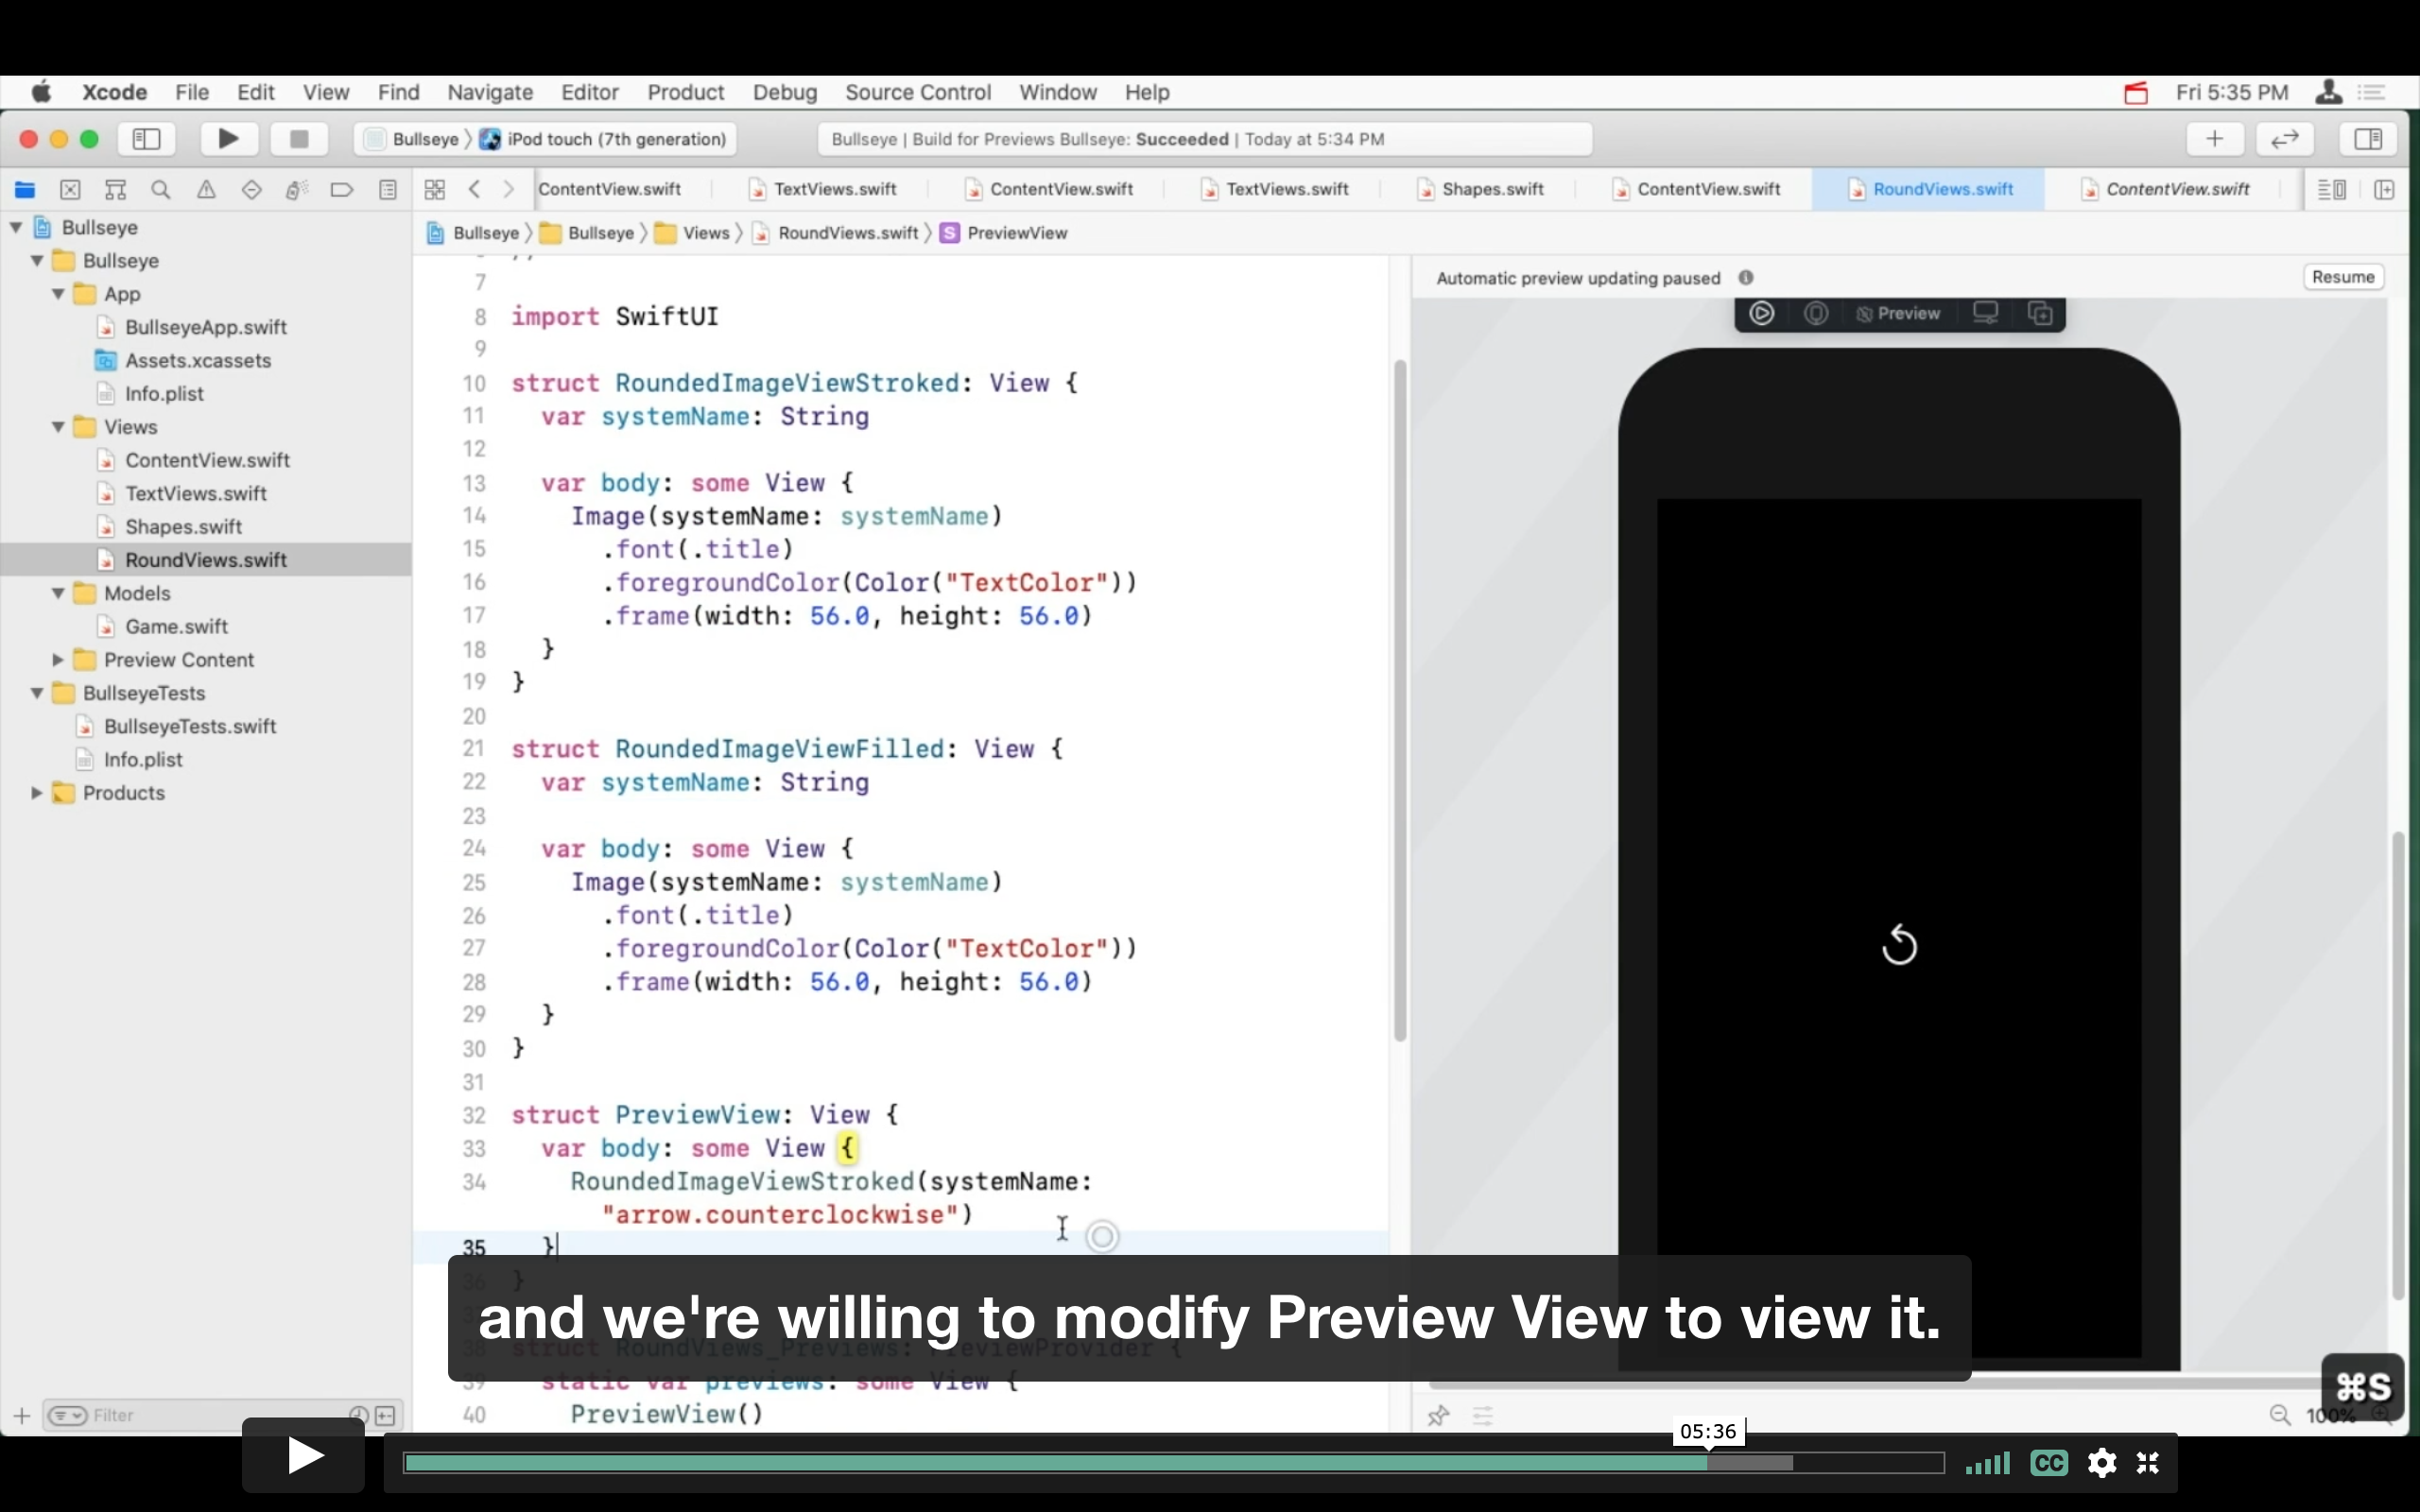 Xcode File Edit View Find Navigate Editor Product Debug Source Control Window Help Fri 5:35 PM
Bullseye iPod touch (7th generation) Bullseye | Build for Previews Bullseye: Succeeded | Today at 5:34 PM
ContentView.swift TextViews.swift ContentView.swift TextViews.swift Shapes.swift ContentView.swift RoundViews.swift ContentView.swift
Bullseye Bullseye Views RoundViews.swift S PreviewView
Bullseye
Bullseye
App
BullseyeApp.swift
Assets.xcassets
Info.plist
Views
ContentView.swift
TextViews.swift
Shapes.swift
RoundViews.swift
Models
Game.swift
Preview Content
BullseyeTests
BullseyeTests.swift
Info.plist
Products
Filter
7
8 import SwiftUI
9
10 struct RoundedImageViewStroked: View {
11 var systemName: String
12
13 var body: some View {
14 Image(systemName: systemName)
15 .font(.title)
16 .foregroundColor(Color("TextColor"))
17 .frame(width: 56.0, height: 56.0)
18 }
19 }
20
21 struct RoundedImageViewFilled: View {
22 var systemName: String
23
24 var body: some View {
25 Image(systemName: systemName)
26 .font(.title)
27 .foregroundColor(Color("TextColor"))
28 .frame(width: 56.0, height: 56.0)
29 }
30 }
31
32 struct PreviewView: View {
33 var body: some View {
34 RoundedImageViewStroked(systemName:
"arrow.counterclockwise")
35 }
36 }
38 struct RoundViews_Previews: PreviewProvider {
39 static var previews: some View {
40 PreviewView()
Automatic preview updating paused Resume
Preview
and we're willing to modify Preview View to view it.
⌘S
100%
05:36
CC